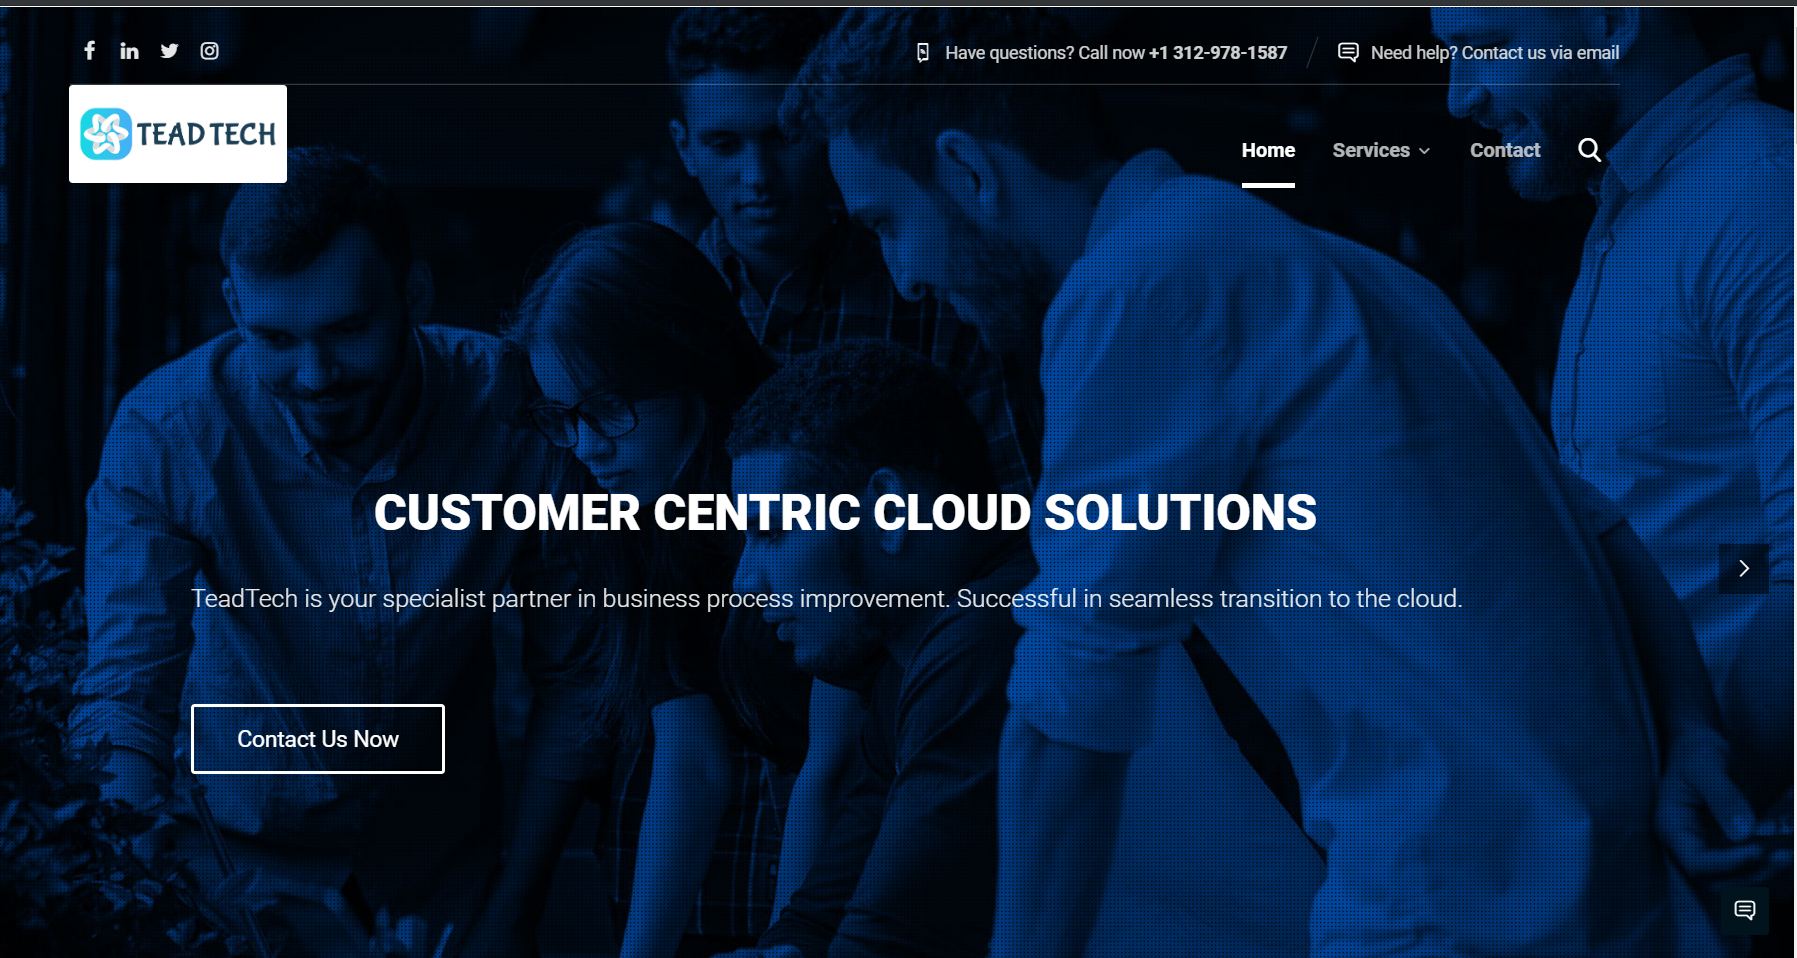 Have questions? Call now +1 312-978-1587
Need help? Contact us via email
TEAD TECH
Home
Services
Contact
CUSTOMER CENTRIC CLOUD SOLUTIONS
TeadTech is your specialist partner in business process improvement. Successful in seamless transition to the cloud.
Contact Us Now